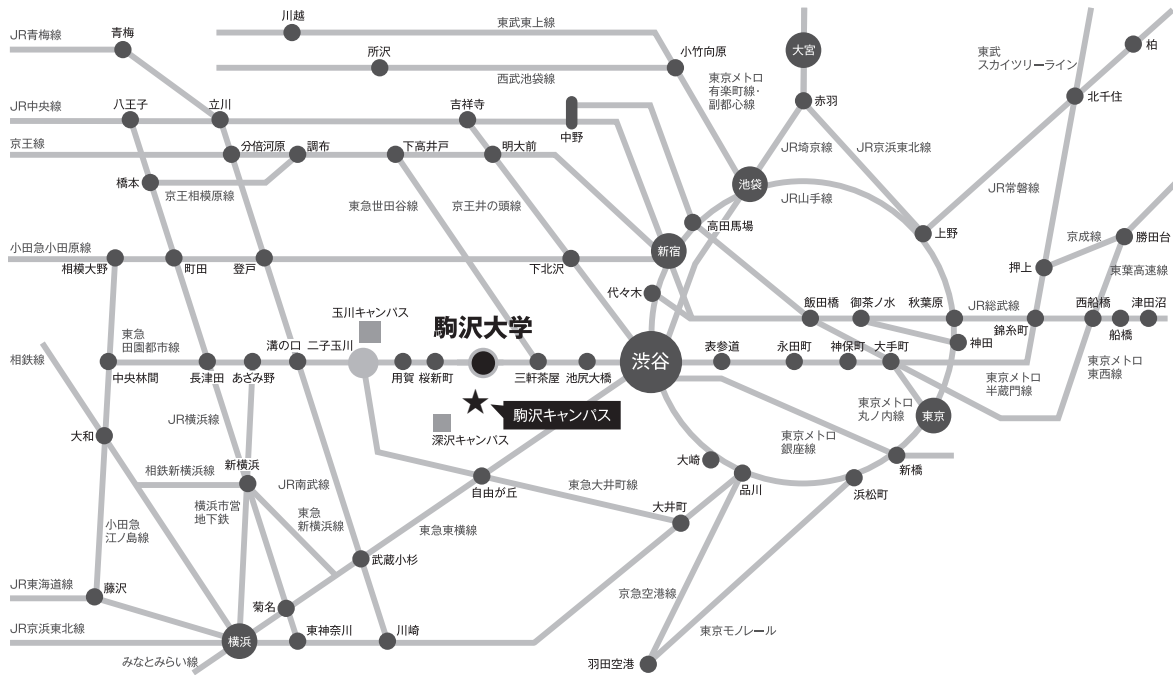 川越
東武東上線
JR青梅線
青梅
所沢
西武池袋線
小竹向原
大宮
東武
スカイツリーライン
柏
東京メトロ
有楽町線・
副都心線
赤羽
北千住
JR中央線
八王子
立川
吉祥寺
中野
京王線
分倍河原
調布
下高井戸
明大前
JR埼京線
JR京浜東北線
橋本
京王相模原線
東急世田谷線
京王井の頭線
池袋
JR山手線
JR常磐線
高田馬場
上野
京成線
勝田台
小田急小田原線
相模大野
町田
登戸
下北沢
新宿
押上
東葉高速線
代々木
飯田橋
御茶ノ水
秋葉原
JR総武線
錦糸町
西船橋
船橋
津田沼
玉川キャンパス
駒沢大学
神田
東急
田園都市線
相鉄線
中央林間
長津田
あざみ野
溝の口
二子玉川
用賀
桜新町
三軒茶屋
池尻大橋
渋谷
表参道
永田町
神保町
大手町
東京メトロ
半蔵門線
東京メトロ
東西線
駒沢キャンパス
深沢キャンパス
東京メトロ
丸ノ内線
東京
JR横浜線
大和
東京メトロ
銀座線
新橋
相鉄新横浜線
新横浜
JR南武線
自由が丘
東急大井町線
大崎
品川
浜松町
横浜市営
地下鉄
東急
新横浜線
大井町
小田急
江ノ島線
東急東横線
武蔵小杉
JR東海道線
藤沢
菊名
京急空港線
JR京浜東北線
横浜
東神奈川
川崎
東京モノレール
みなとみらい線
羽田空港